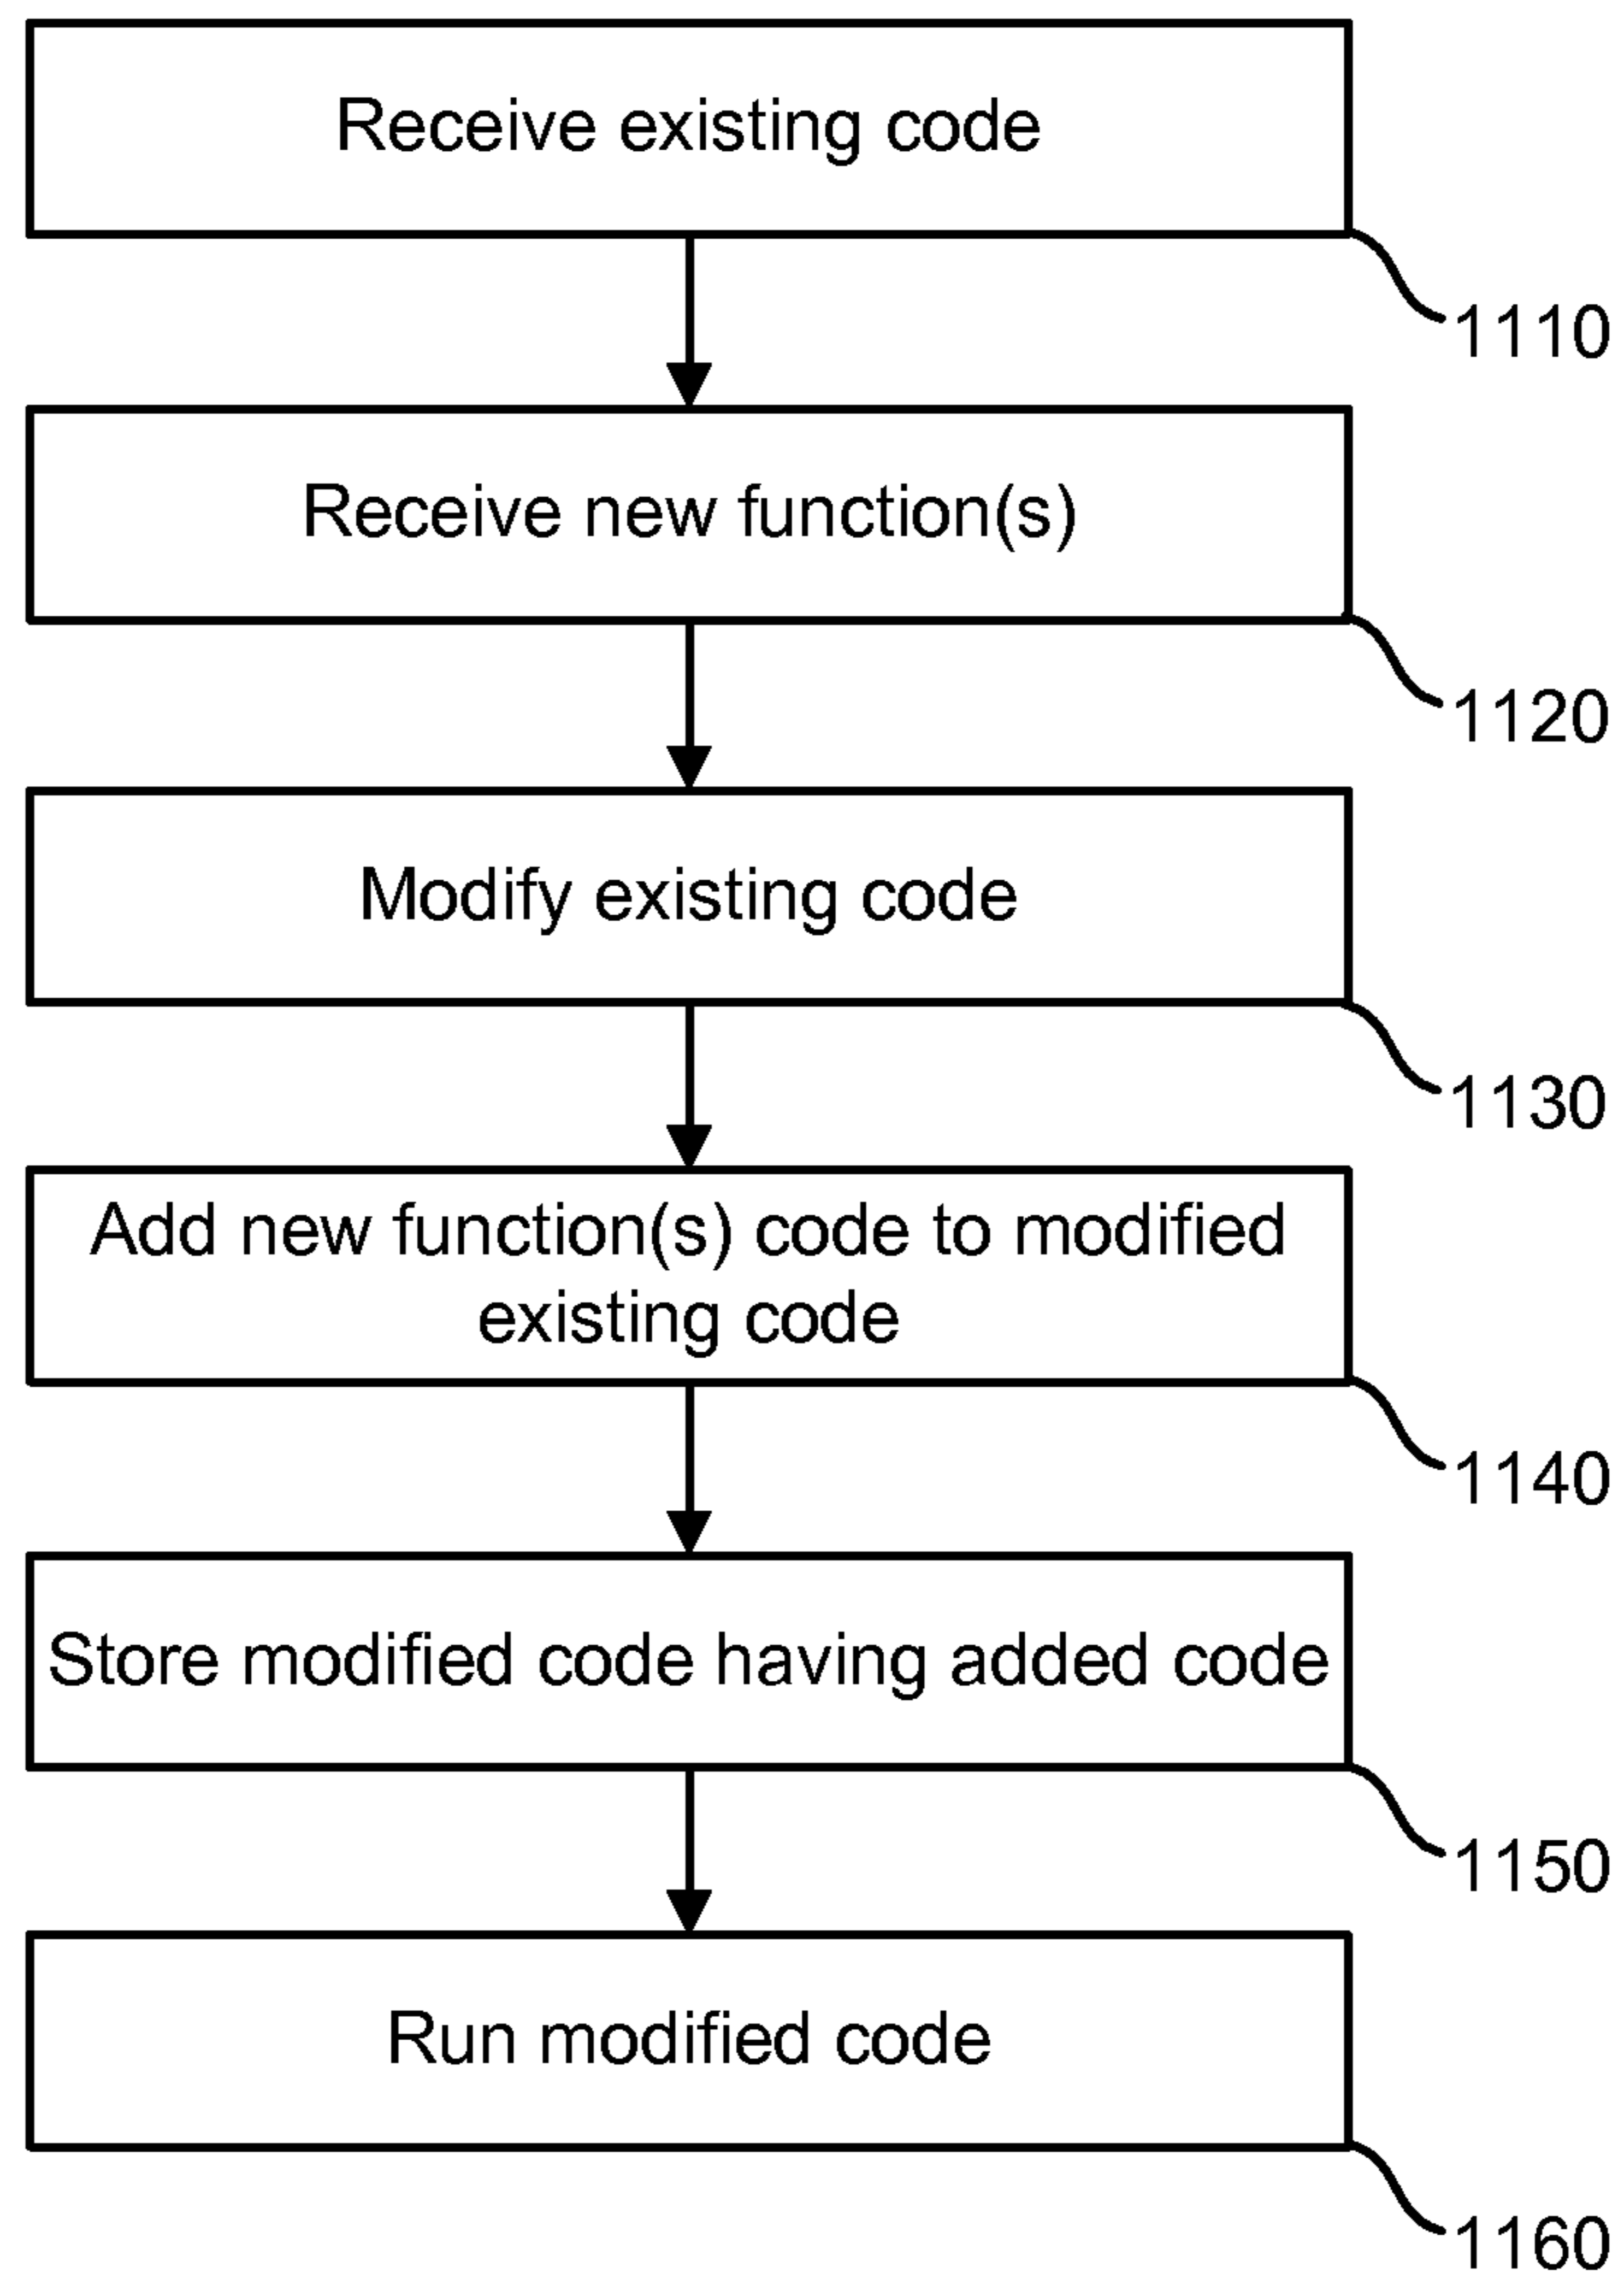 Receive existing code
1110
Receive new function(s)
1120
Modify existing code
1130
Add new function(s) code to modified
existing code
1140
Store modified code having added code
1150
Run modified code
1160